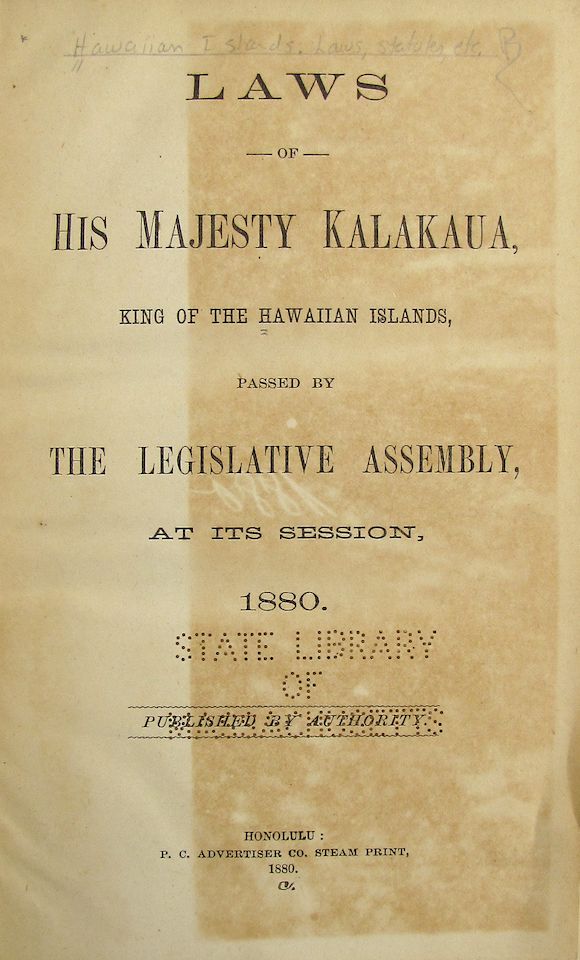 Hawaiian Islands. Laws, statutes, etc.
LAWS
OF
HIS MAJESTY KALAKAUA,
KING OF THE HAWAIIAN ISLANDS,
PASSED BY
THE LEGISLATIVE ASSEMBLY,
AT ITS SESSION,
1880.
STATE LIBRARY
OF
PUBLISHED BY AUTHORITY.
MASSACHUSETTS
HONOLULU:
P. C. ADVERTISER CO. STEAM PRINT,
1880.